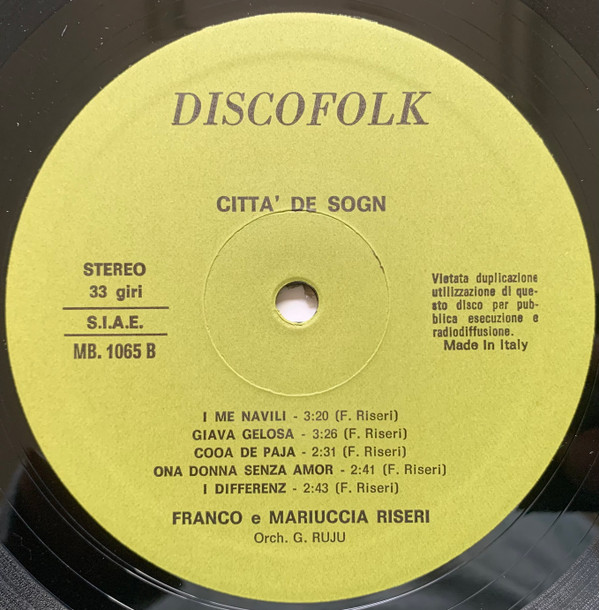 DISCOFOLK
CITTA' DE SOGN
STEREO
33 giri
S.I.A.E.
MB. 1065 B
Vietata duplicazione
utilizzazione di que-
sto disco per pub-
blica esecuzione e
radiodiffusione.
Made In Italy
I ME NAVILI - 3:20 (F. Riseri)
GIAVA GELOSA - 3:26 (F. Riseri)
COOA DE PAJA - 2:31 (F. Riseri)
ONA DONNA SENZA AMOR - 2:41 (F. Riseri)
I DIFFERENZ - 2:43 (F. Riseri)
FRANCO e MARIUCCIA RISERI
Orch. G. RUJU